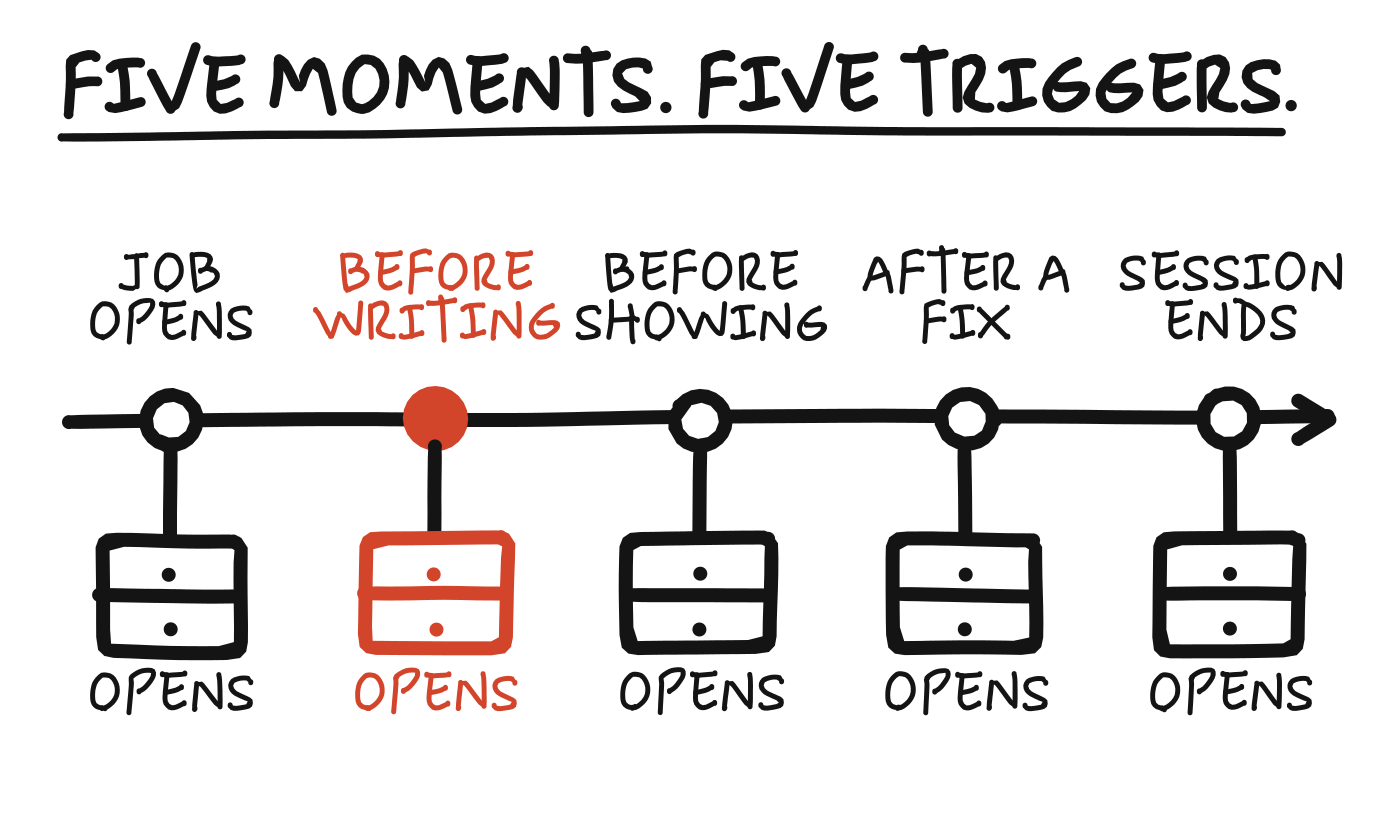 FIVE MOMENTS. FIVE TRIGGERS.
JOB
OPENS
BEFORE
WRITING
BEFORE
SHOWING
AFTER A
FIX
SESSION
ENDS
OPENS
OPENS
OPENS
OPENS
OPENS